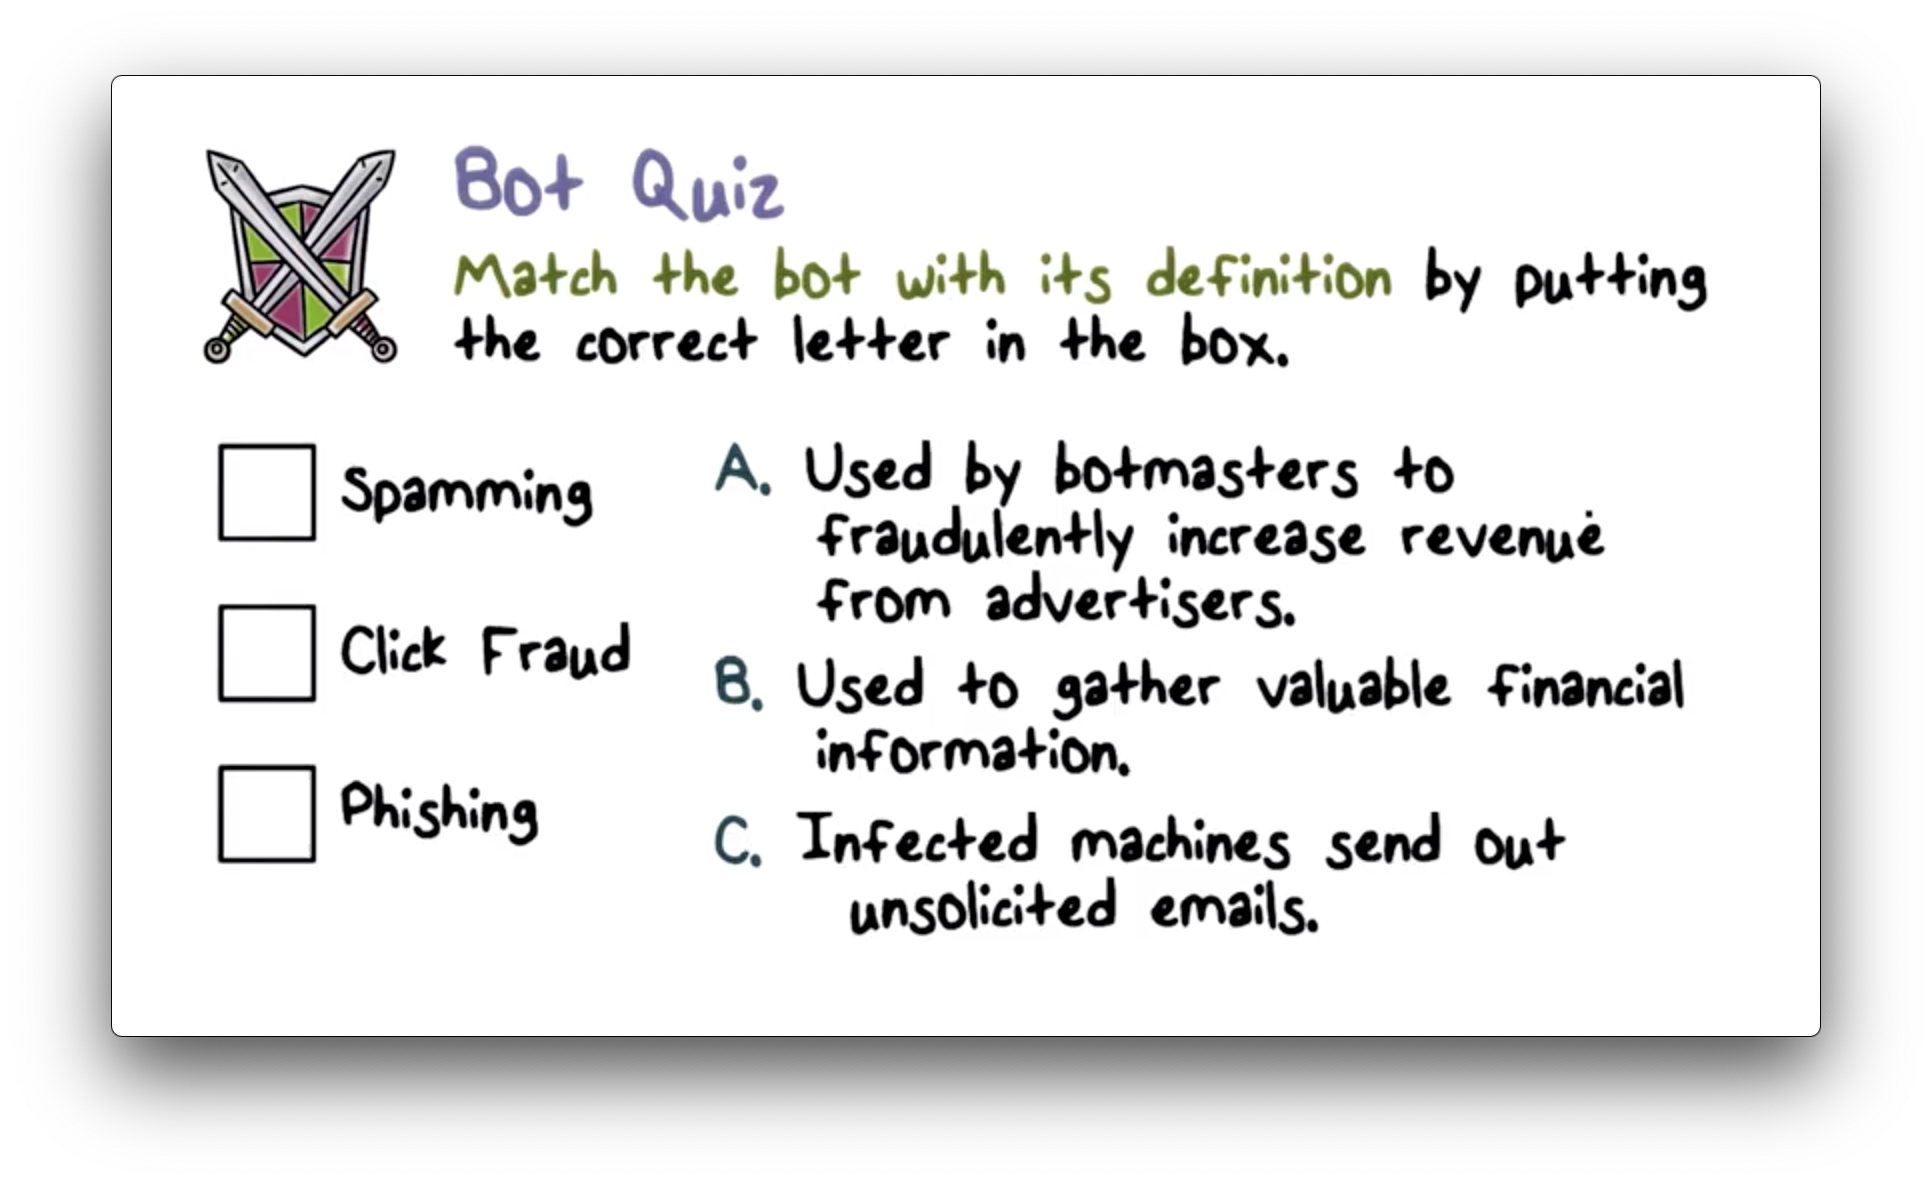 Bot Quiz
Match the bot with its definition by putting
the correct letter in the box.
Spamming
Click Fraud
Phishing
A. Used by botmasters to
fraudulently increase revenue
from advertisers.
B. Used to gather valuable financial
information.
C. Infected machines send out
unsolicited emails.